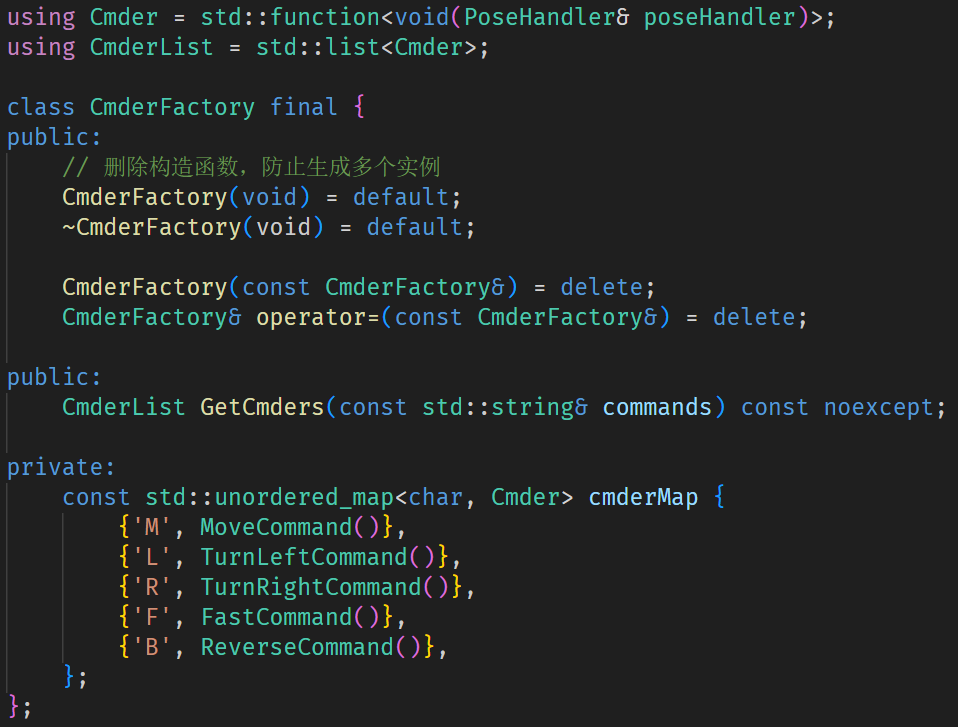 using Cmder = std::function<void(PoseHandler& poseHandler)>;
using CmderList = std::list<Cmder>;
class CmderFactory final {
public:
// 删除构造函数，防止生成多个实例
CmderFactory(void) = default;
~CmderFactory(void) = default;
CmderFactory(const CmderFactory&) = delete;
CmderFactory& operator=(const CmderFactory&) = delete;
public:
CmderList GetCmders(const std::string& commands) const noexcept;
private:
const std::unordered_map<char, Cmder> cmderMap {
{'M', MoveCommand()},
{'L', TurnLeftCommand()},
{'R', TurnRightCommand()},
{'F', FastCommand()},
{'B', ReverseCommand()},
};
};